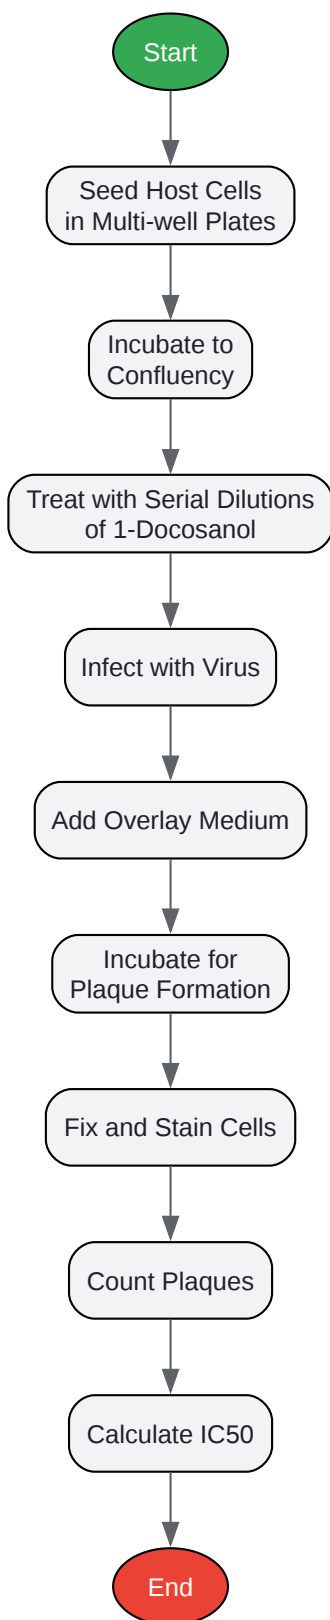 Start
Seed Host Cells
in Multi-well Plates
Incubate to
Confluency
Treat with Serial Dilutions
of 1-Docosanol
Infect with Virus
Add Overlay Medium
Incubate for
Plaque Formation
Fix and Stain Cells
Count Plaques
Calculate IC50
End